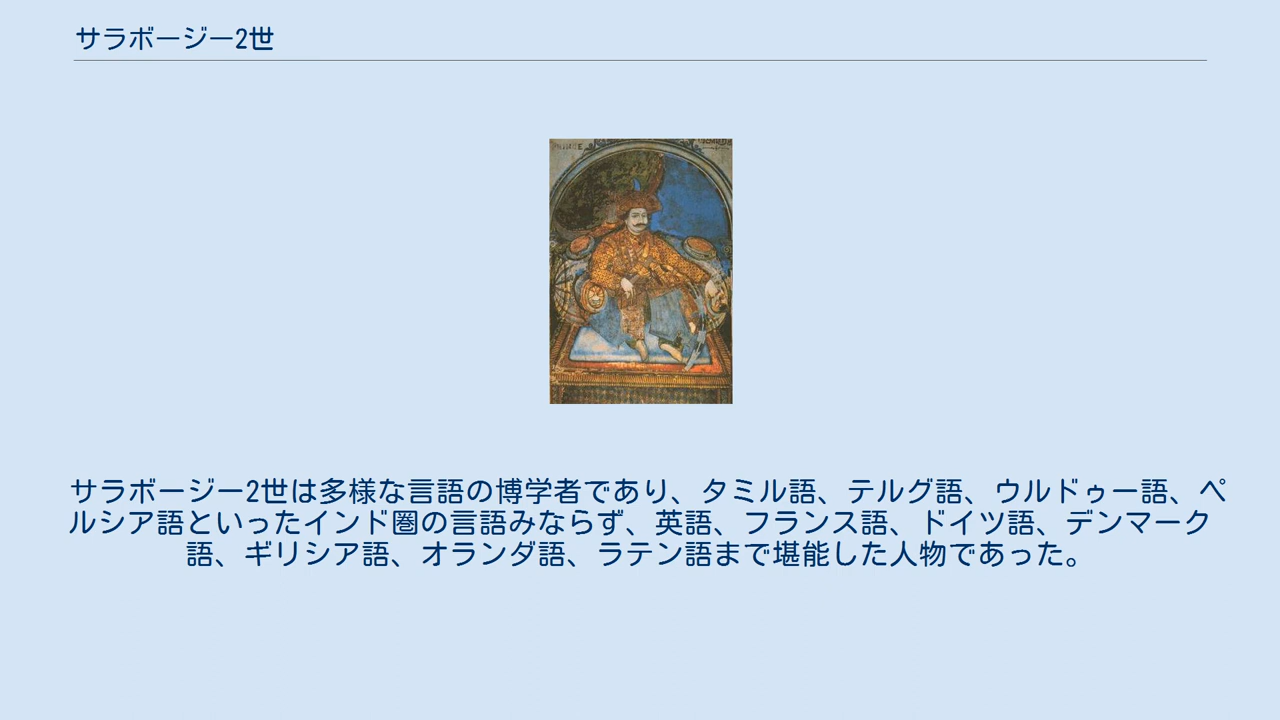 サラボージー2世
サラボージー2世は多様な言語の博学者であり、タミル語、テルグ語、ウルドゥー語、ペ
ルシア語といったインド圏の言語みならず、英語、フランス語、ドイツ語、デンマーク
語、ギリシア語、オランダ語、ラテン語まで堪能した人物であった。